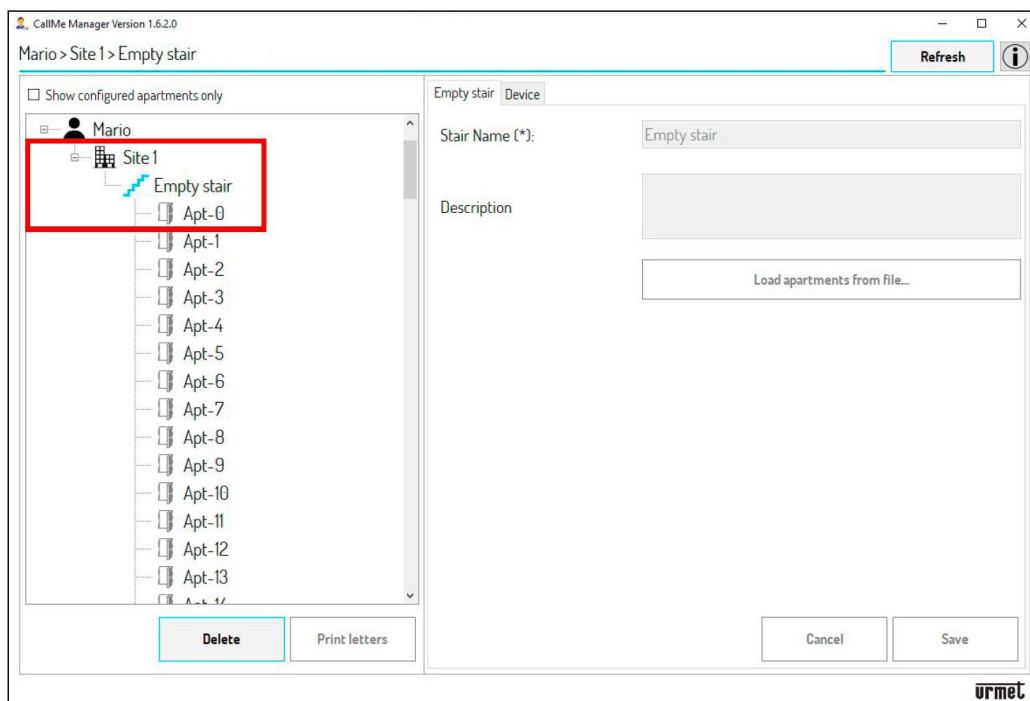 CallMe Manager Version 1.6.2.0
Mario > Site 1 > Empty stair
Refresh
Show configured apartments only
Mario
Site 1
Empty stair
Apt-0
Apt-1
Apt-2
Apt-3
Apt-4
Apt-5
Apt-6
Apt-7
Apt-8
Apt-9
Apt-10
Apt-11
Apt-12
Apt-13
Delete
Print letters
Empty stair Device
Stair Name (*): Empty stair
Description
Load apartments from file...
Cancel Save
urmet